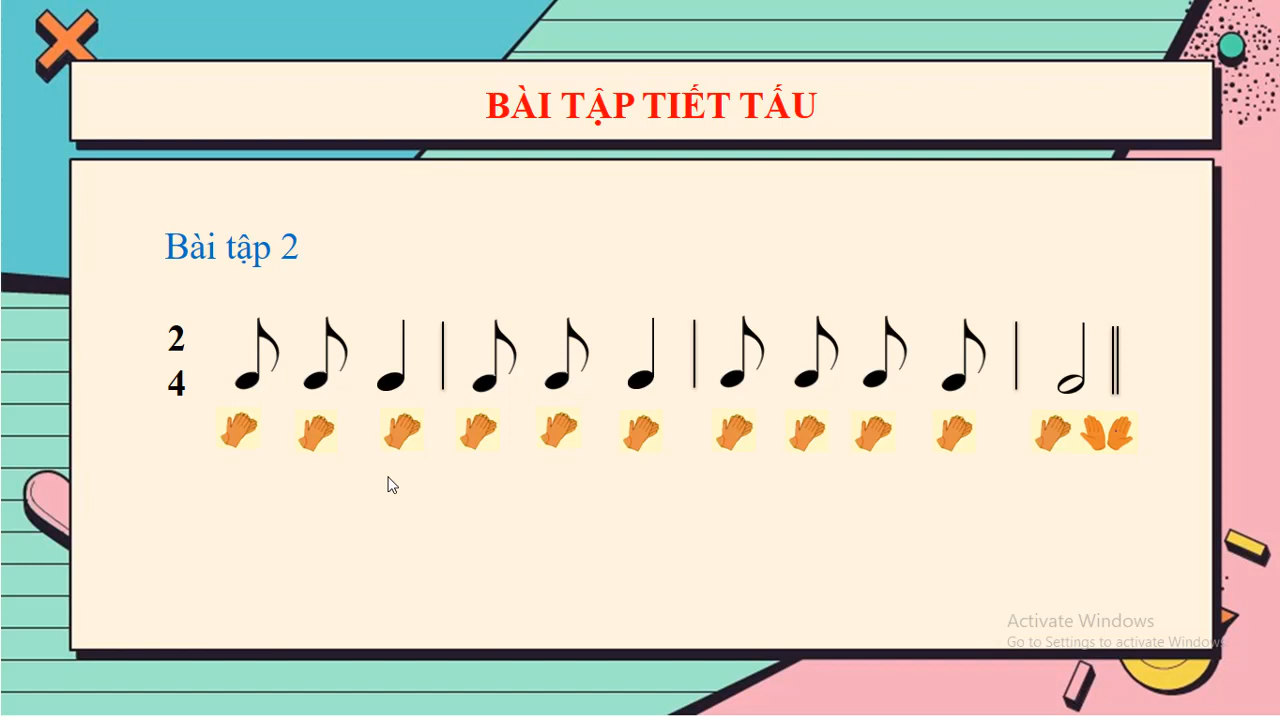 BÀI TẬP TIẾT TẤU
Bài tập 2
2
4
Activate Windows
Go to Settings to activate Windows